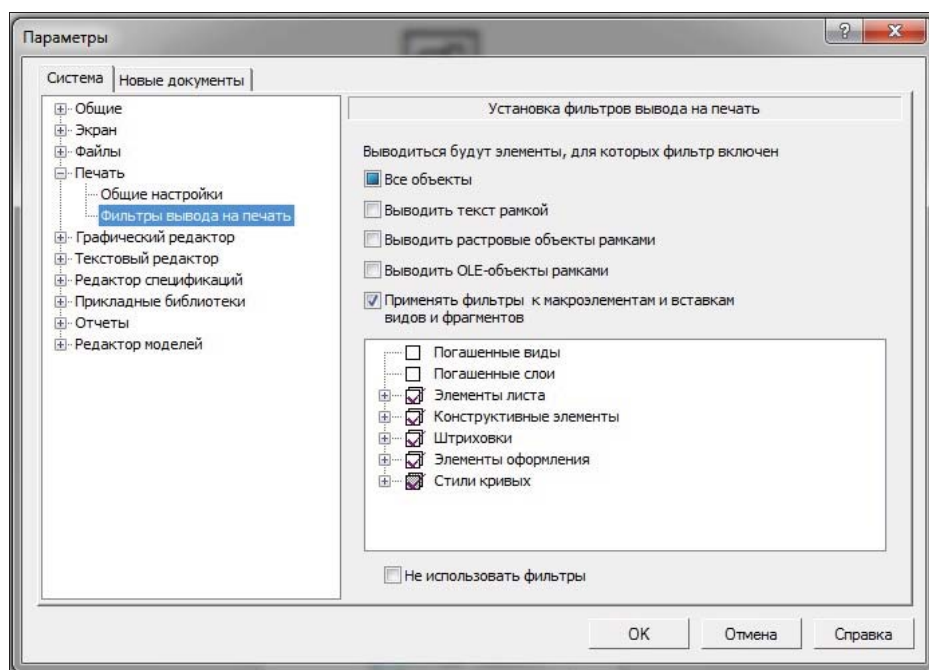 Параметры
Система
Новые документы
Общие
Экран
Файлы
Печать
Общие настройки
Фильтры вывода на печать
Графический редактор
Текстовый редактор
Редактор спецификаций
Прикладные библиотеки
Отчеты
Редактор моделей
Установка фильтров вывода на печать
Выводиться будут элементы, для которых фильтр включен
Все объекты
Выводить текст рамкой
Выводить растровые объекты рамками
Выводить OLE-объекты рамками
Применять фильтры к макроэлементам и вставкам
видов и фрагментов
Погашенные виды
Погашенные слои
Элементы листа
Конструктивные элементы
Штриховки
Элементы оформления
Стили кривых
Не использовать фильтры
OK
Отмена
Справка